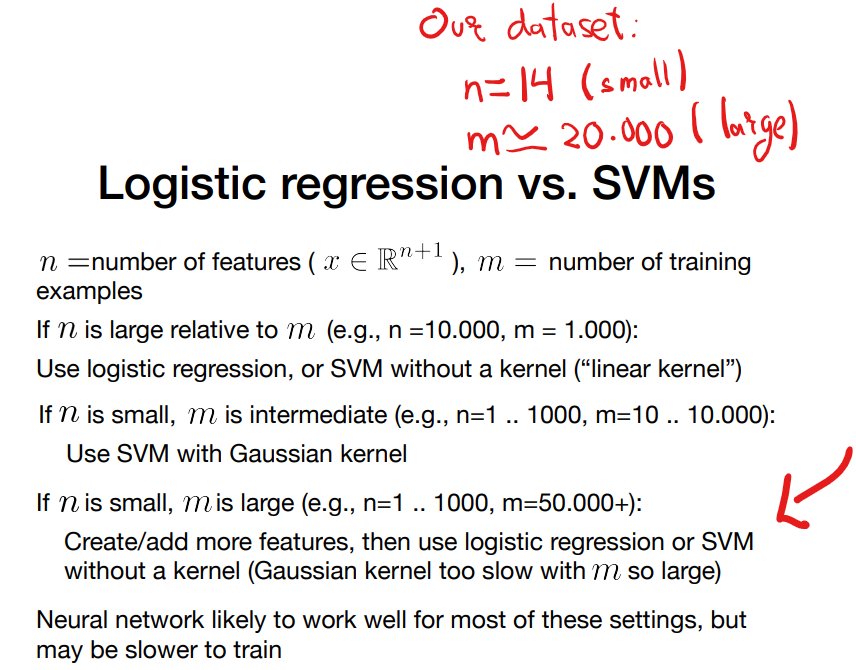 Our dataset:
n=14 (small)
m≃ 20.000 (large)
Logistic regression vs. SVMs
n =number of features ( x ∈ ℝⁿ⁺¹ ), m = number of training
examples
If n is large relative to m (e.g., n =10.000, m = 1.000):
Use logistic regression, or SVM without a kernel (“linear kernel”)
If n is small, m is intermediate (e.g., n=1 .. 1000, m=10 .. 10.000):
Use SVM with Gaussian kernel
If n is small, m is large (e.g., n=1 .. 1000, m=50.000+):
Create/add more features, then use logistic regression or SVM
without a kernel (Gaussian kernel too slow with m so large)
Neural network likely to work well for most of these settings, but
may be slower to train